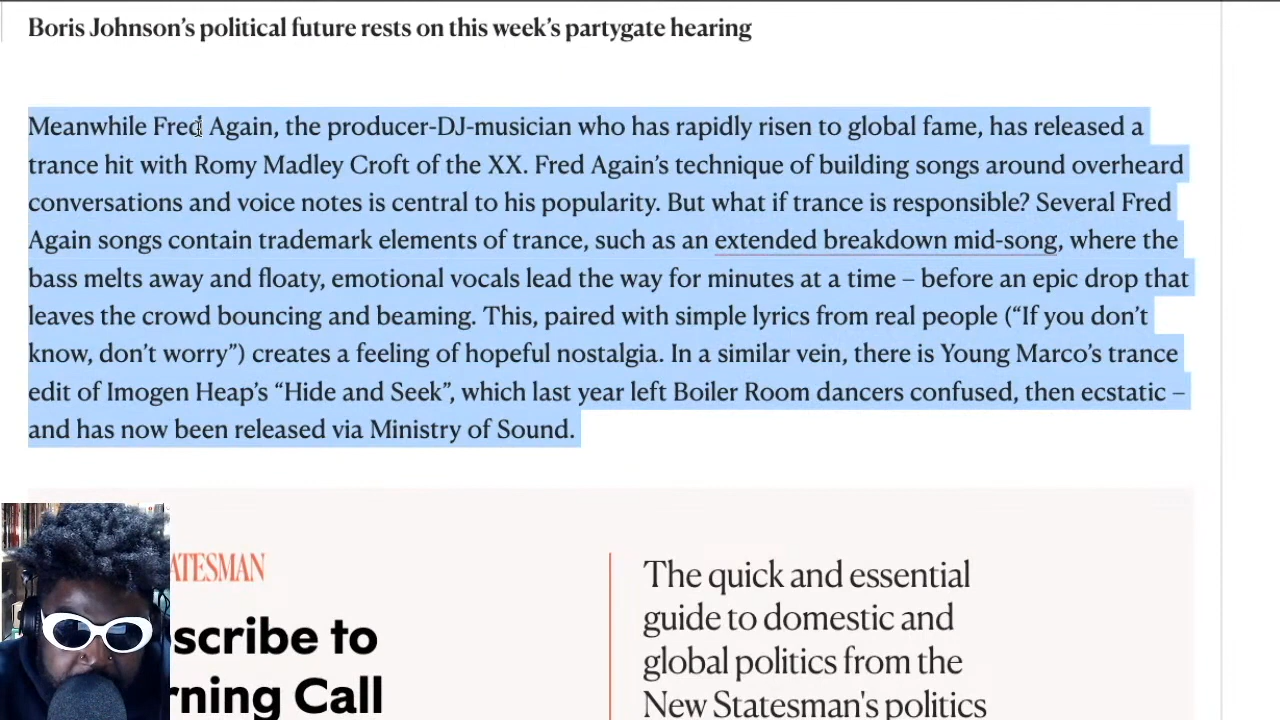 Boris Johnson’s political future rests on this week’s partygate hearing
Meanwhile Fred Again, the producer-DJ-musician who has rapidly risen to global fame, has released a
trance hit with Romy Madley Croft of the XX. Fred Again’s technique of building songs around overheard
conversations and voice notes is central to his popularity. But what if trance is responsible? Several Fred
Again songs contain trademark elements of trance, such as an extended breakdown mid-song, where the
bass melts away and floaty, emotional vocals lead the way for minutes at a time – before an epic drop that
leaves the crowd bouncing and beaming. This, paired with simple lyrics from real people (“If you don’t
know, don’t worry”) creates a feeling of hopeful nostalgia. In a similar vein, there is Young Marco’s trance
edit of Imogen Heap’s “Hide and Seek”, which last year left Boiler Room dancers confused, then ecstatic –
and has now been released via Ministry of Sound.
ATESMAN
scribe to
rning Call
The quick and essential
guide to domestic and
global politics from the
New Statesman's politics